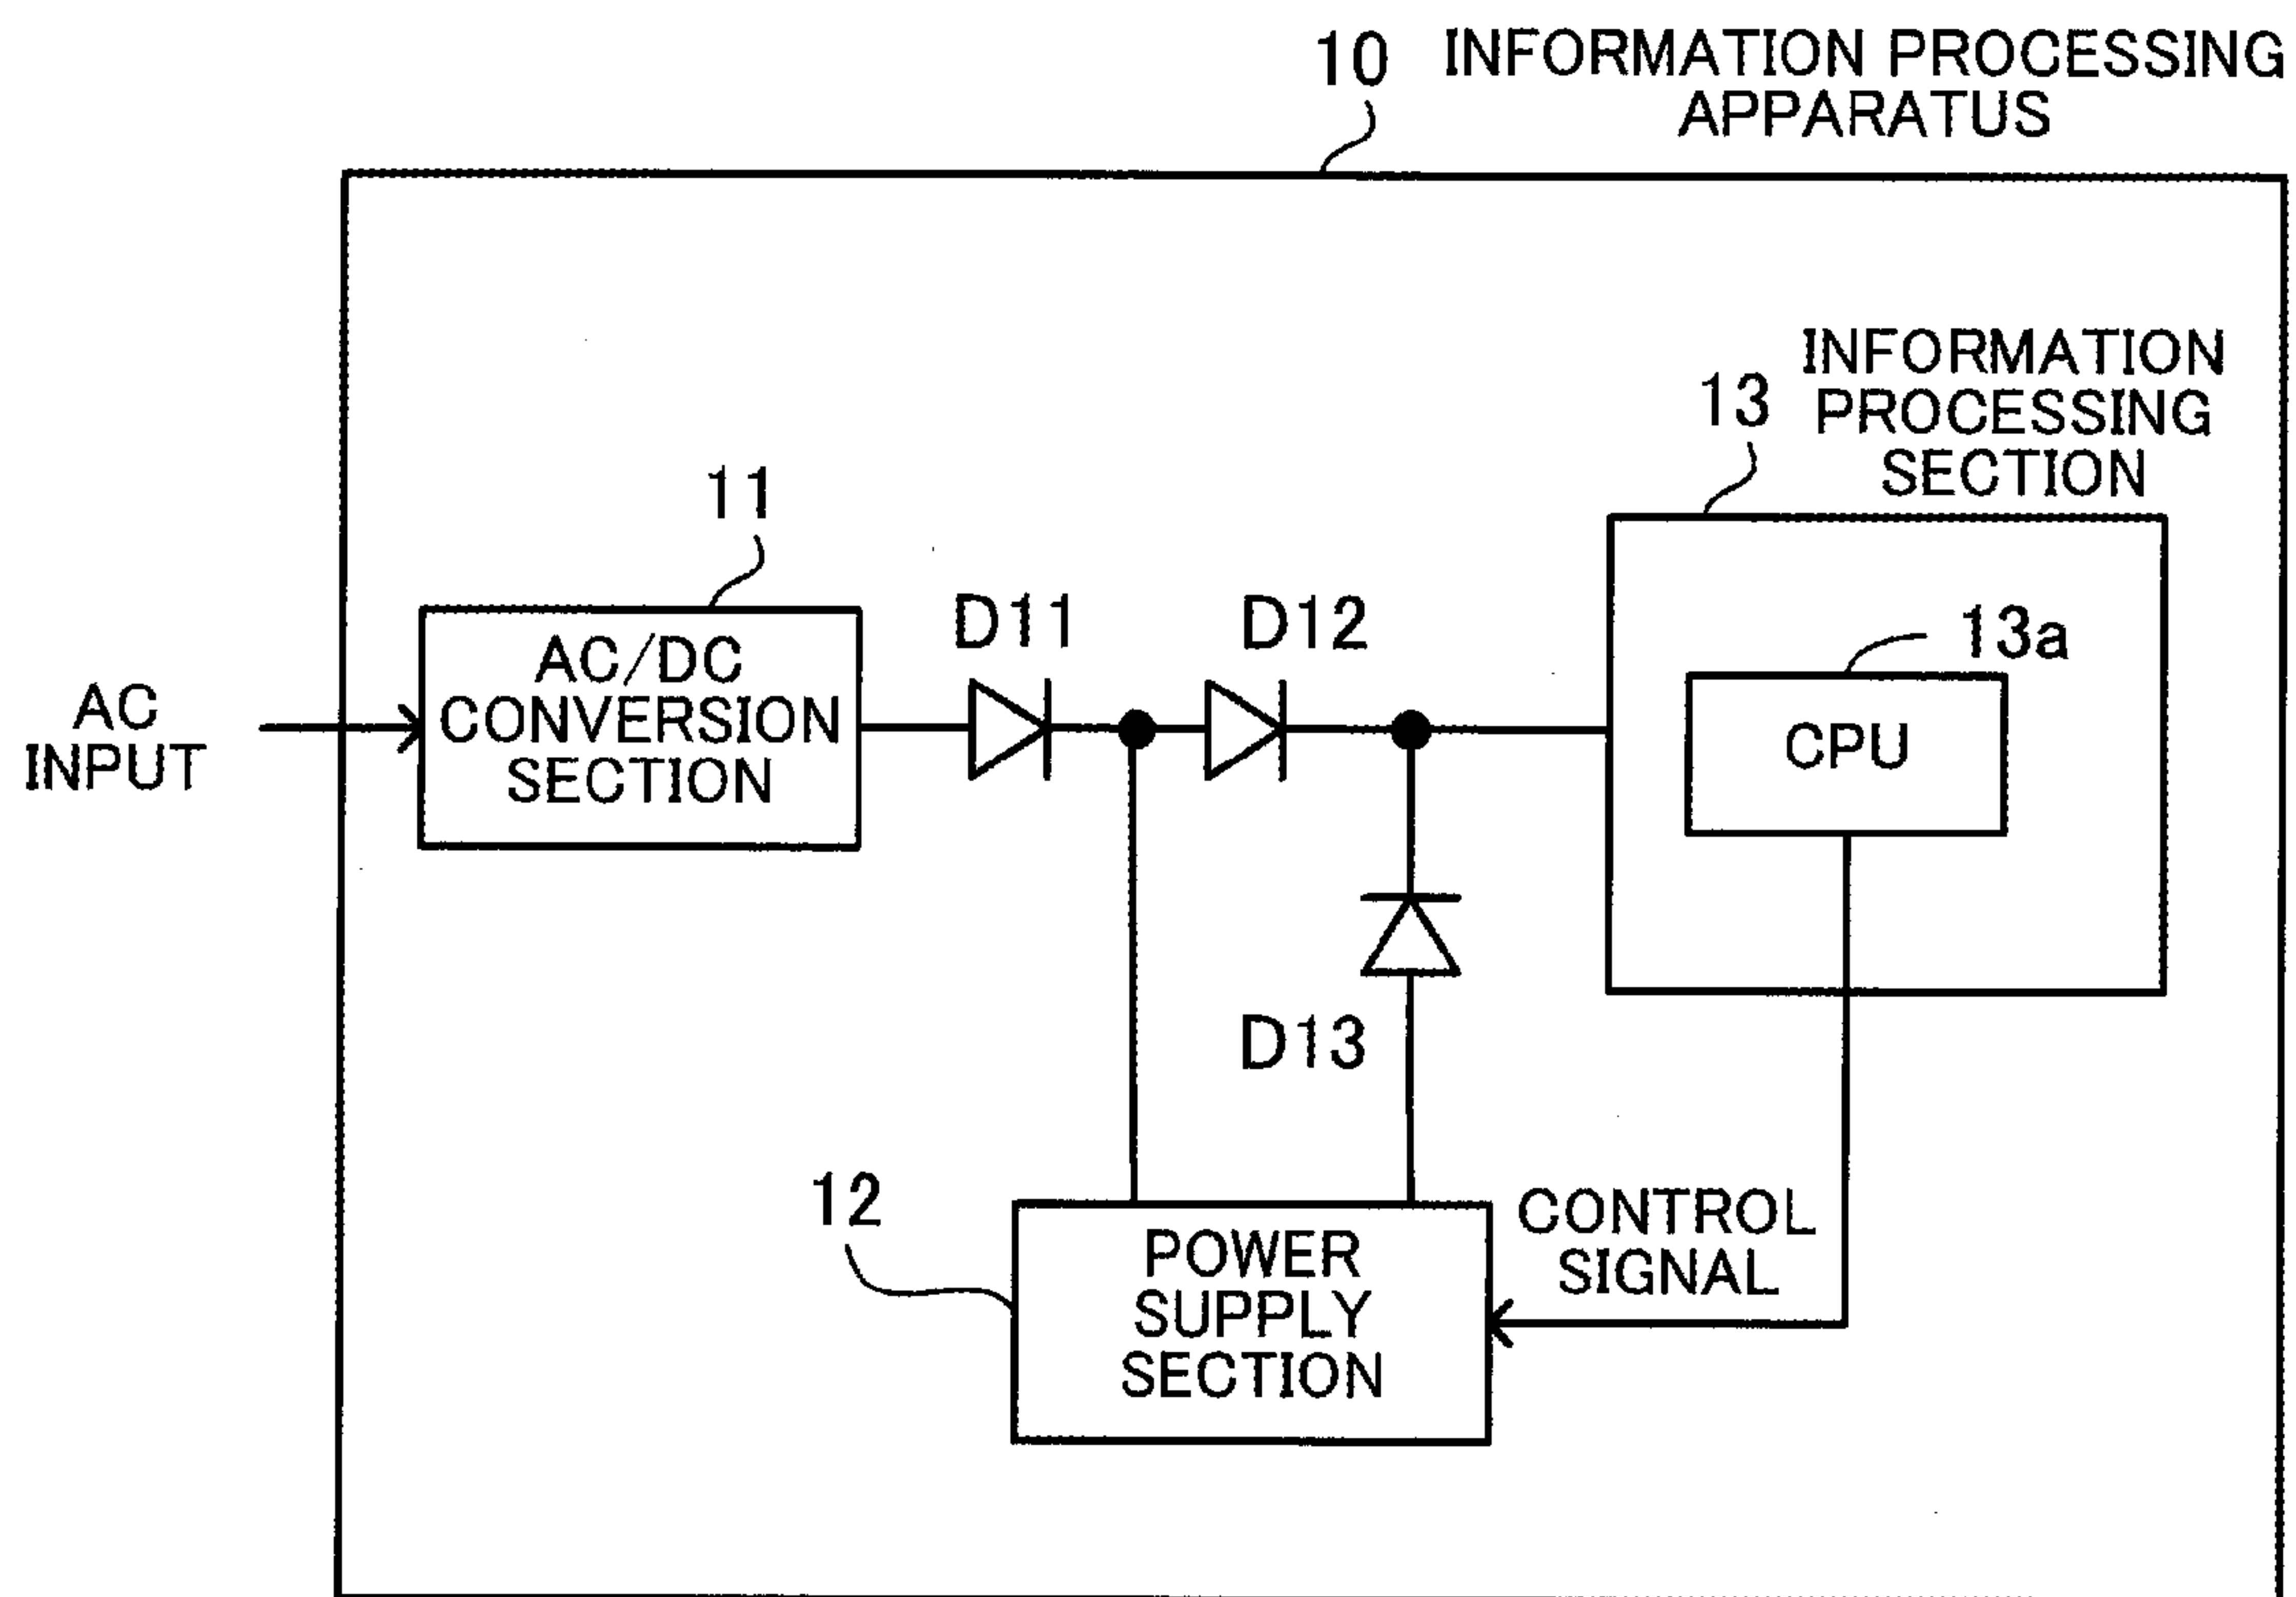 10 INFORMATION PROCESSING
APPARATUS
INFORMATION
13 PROCESSING
SECTION
11
AC/DC
CONVERSION
SECTION
D11
D12
13a
CPU
AC
INPUT
D13
12
POWER
SUPPLY
SECTION
CONTROL
SIGNAL